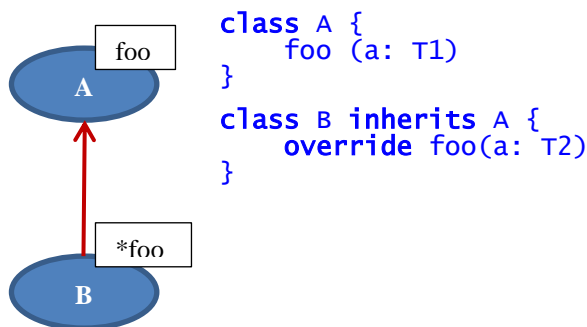 foo
A
*foo
B
class A {
foo (a: T1)
}
class B inherits A {
override foo(a: T2)
}